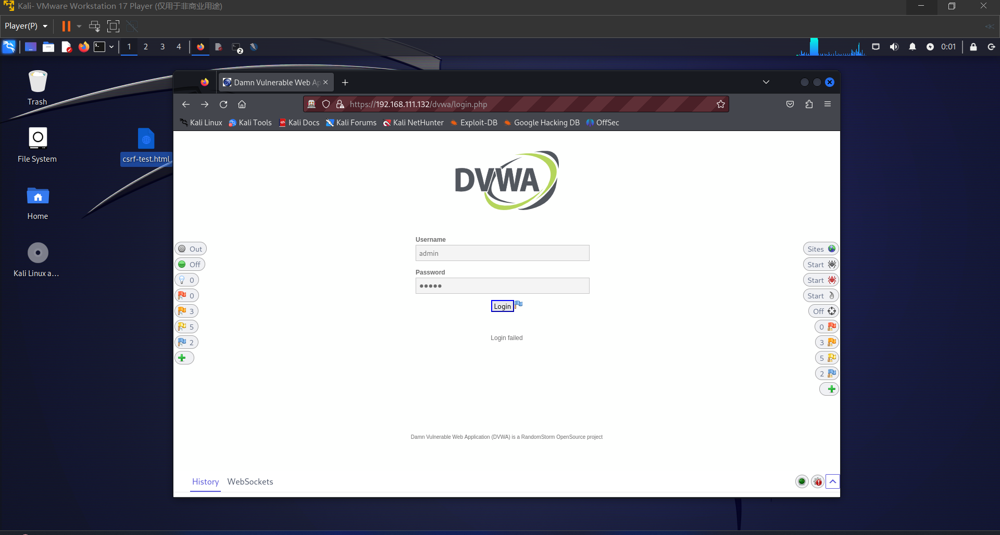 Kali- VMware Workstation 17 Player (仅用于非商业用途)
Player(P)
1 2 3 4
2
0:01
Trash
File System
csrf-test.html
Home
Kali Linux a...
Damn Vulnerable Web Ap
https://192.168.111.132/dvwa/login.php
Kali Linux Kali Tools Kali Docs Kali Forums Kali NetHunter Exploit-DB Google Hacking DB OffSec
DVWA
Username
admin
Password
Login
Login failed
Out
Off
0
0
3
5
2
Sites
Start
Start
Start
Off
0
3
5
2
Damn Vulnerable Web Application (DVWA) is a RandomStorm OpenSource project
History WebSockets